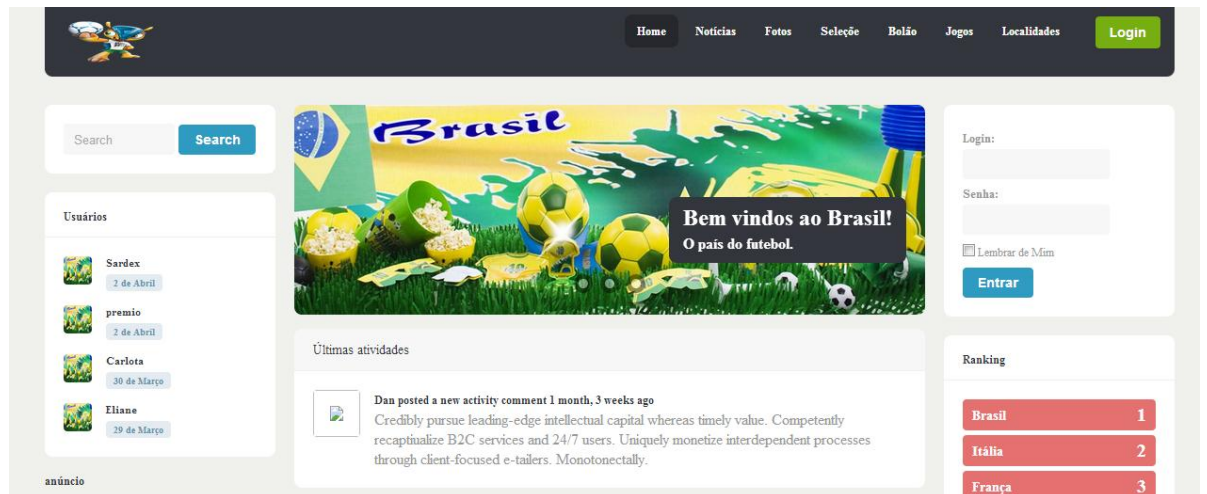 Home Notícias Fotos Seleçõe Bolão Jogos Localidades Login
Search Search
Usuários
Sardex
2 de Abril
premio
2 de Abril
Carlota
30 de Março
Eliane
29 de Março
anúncio
Brasil
Bem vindos ao Brasil!
O país do futebol.
Últimas atividades
Dan posted a new activity comment 1 month, 3 weeks ago
Credibly pursue leading-edge intellectual capital whereas timely value. Competently
recaptiualize B2C services and 24/7 users. Uniquely monetize interdependent processes
through client-focused e-tailers. Monotonectally.
Login:
Senha:
Lembrar de Mim
Entrar
Ranking
Brasil 1
Itália 2
França 3